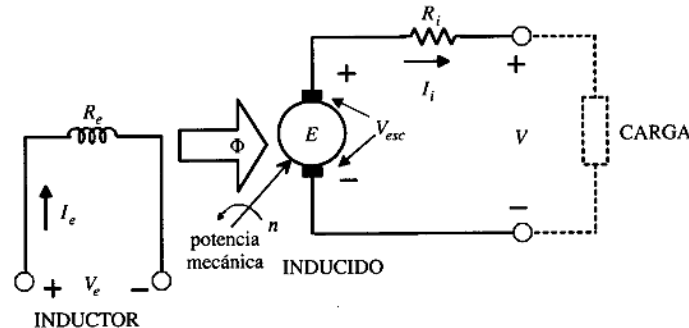 R_i
+
I_i
+
R_e
E
V_esc
V
CARGA
Φ
I_e
−
−
n
potencia
mecánica
INDUCIDO
+ V_e −
INDUCTOR